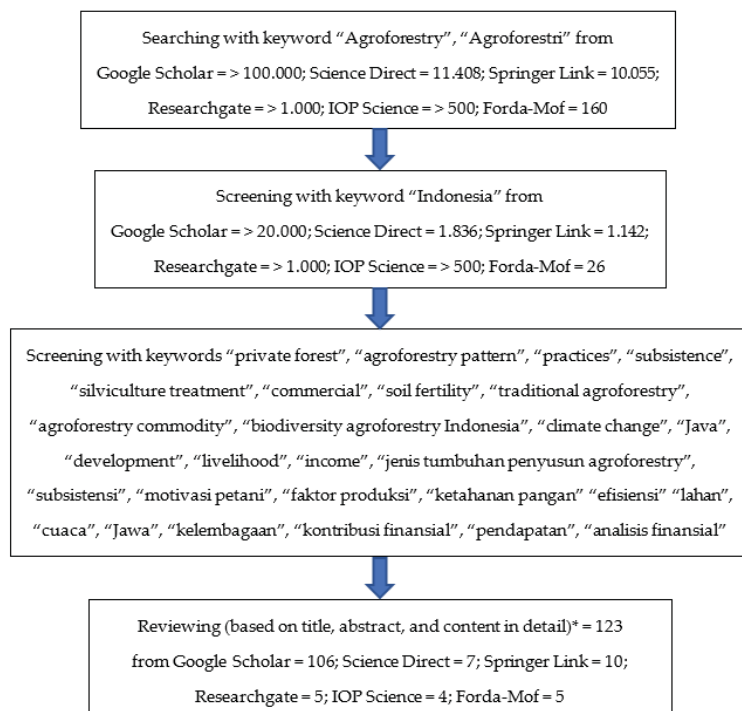 Searching with keyword “Agroforestry”, “Agroforestri” from
Google Scholar = > 100.000; Science Direct = 11.408; Springer Link = 10.055;
Researchgate = > 1.000; IOP Science = > 500; Forda-Mof = 160
Screening with keyword “Indonesia” from
Google Scholar = > 20.000; Science Direct = 1.836; Springer Link = 1.142;
Researchgate = > 1.000; IOP Science = > 500; Forda-Mof = 26
Screening with keywords “private forest”, “agroforestry pattern”, “practices”, “subsistence”,
“silviculture treatment”, “commercial”, “soil fertility”, “traditional agroforestry”,
“agroforestry commodity”, “biodiversity agroforestry Indonesia”, “climate change”, “Java”,
“development”, “livelihood”, “income”, “jenis tumbuhan penyusun agroforestry”,
“subsistensi”, “motivasi petani”, “faktor produksi”, “ketahanan pangan” “efisiensi” “lahan”,
“cuaca”, “Jawa”, “kelembagaan”, “kontribusi finansial”, “pendapatan”, “analisis finansial”
Reviewing (based on title, abstract, and content in detail)* = 123
from Google Scholar = 106; Science Direct = 7; Springer Link = 10;
Researchgate = 5; IOP Science = 4; Forda-Mof = 5